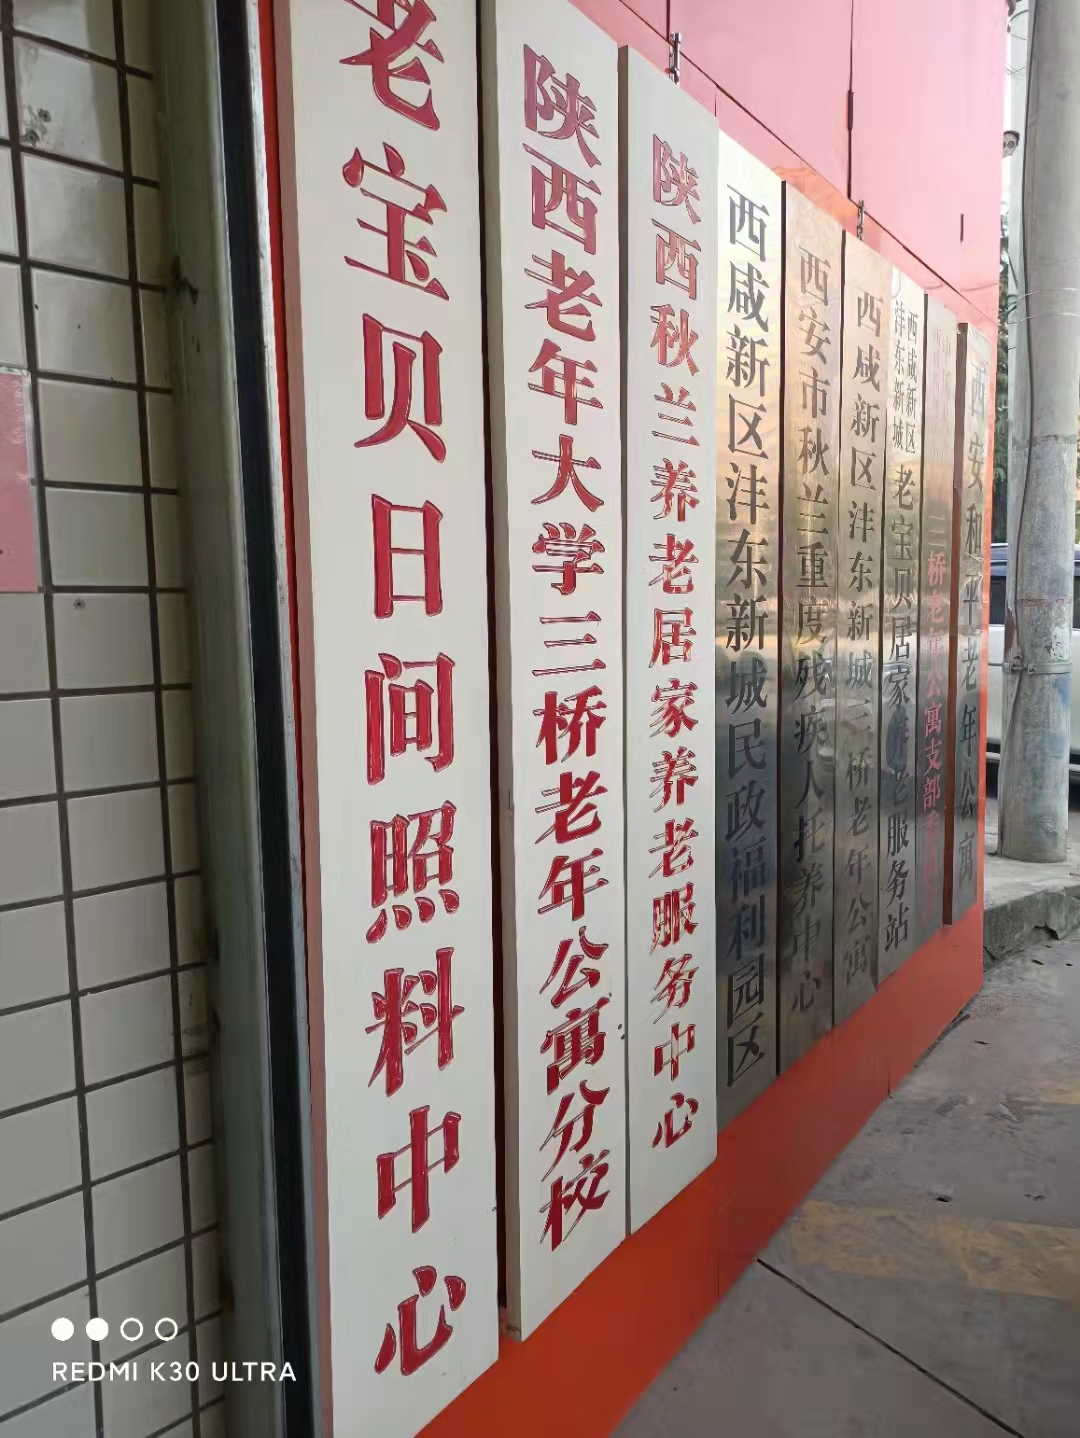 老宝贝日间照料中心
陕西老年大学三桥老年公寓分校
陕西秋兰养老居家养老服务中心
西咸新区沣东新城民政福利园区
西安市秋兰重度残疾人托养中心
西咸新区沣东新城三桥老年公寓
西咸新区
沣东新城
老宝贝居家养老服务站
三桥老年公寓支部
西安和平老年公寓
REDMI K30 ULTRA